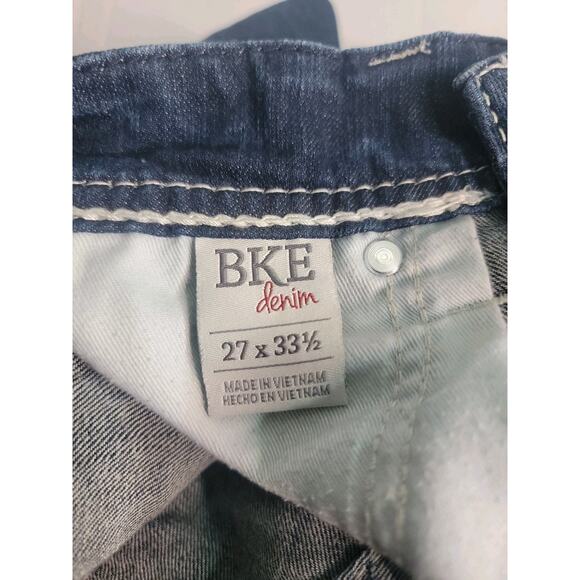 BKE
denim
27 x 33½
MADE IN VIETNAM
HECHO EN VIETNAM